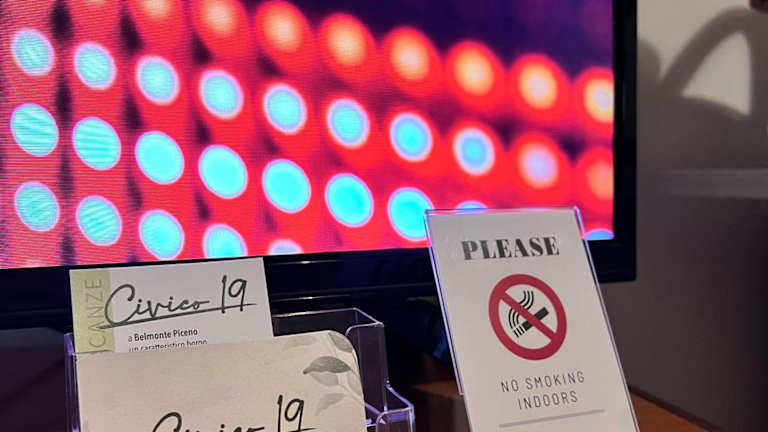 CANZE
Civico 19
a Belmonte Piceno
un caratteristico borgo
Civico 19
PLEASE
NO SMOKING
INDOORS